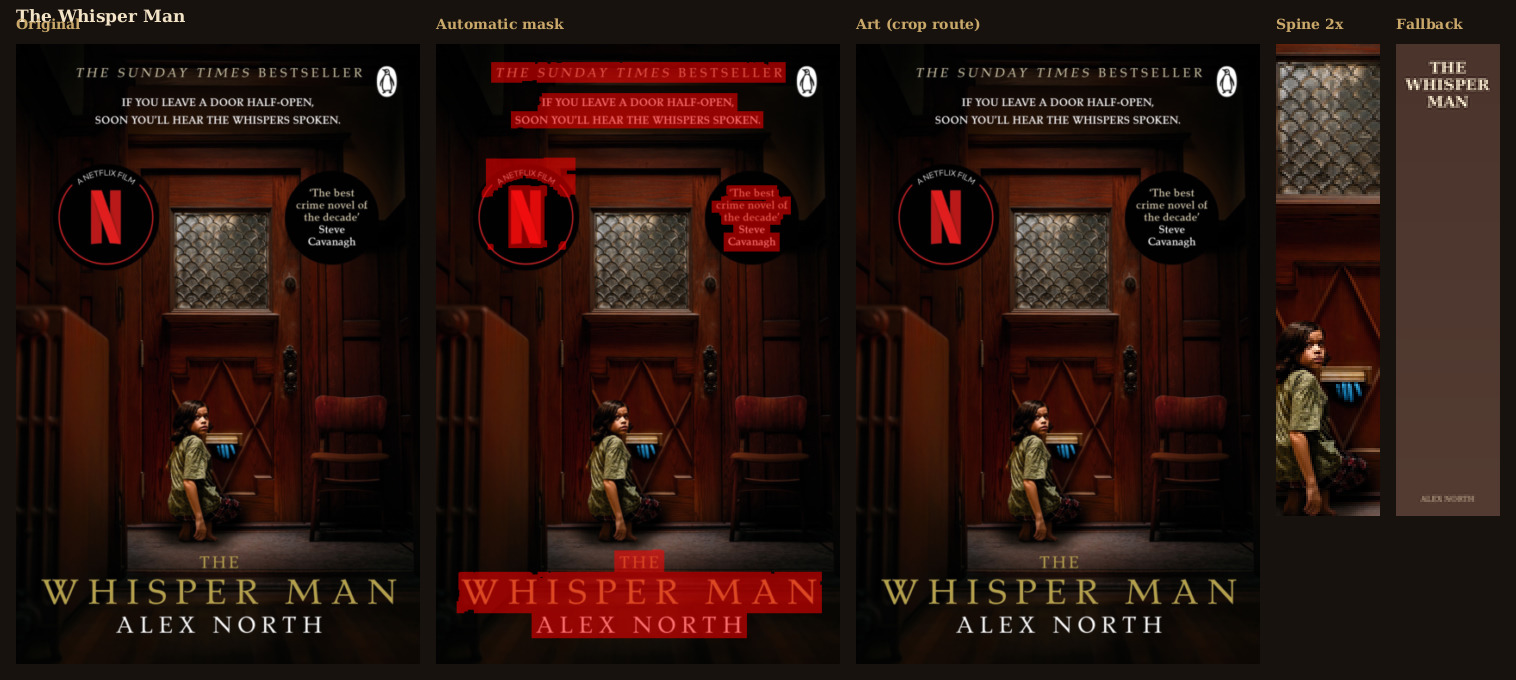 The Whisper Man
Original
Automatic mask
Art (crop route)
Spine 2x
Fallback
THE SUNDAY TIMES BESTSELLER
IF YOU LEAVE A DOOR HALF-OPEN,
SOON YOU'LL HEAR THE WHISPERS SPOKEN.
A NETFLIX FILM
N
'The best
crime novel of
the decade'
Steve
Cavanagh
THE
WHISPER MAN
ALEX NORTH
THE SUNDAY TIMES BESTSELLER
IF YOU LEAVE A DOOR HALF-OPEN,
SOON YOU'LL HEAR THE WHISPERS SPOKEN.
A NETFLIX FILM
N
'The best
crime novel of
the decade'
Steve
Cavanagh
THE
WHISPER MAN
ALEX NORTH
THE SUNDAY TIMES BESTSELLER
IF YOU LEAVE A DOOR HALF-OPEN,
SOON YOU'LL HEAR THE WHISPERS SPOKEN.
A NETFLIX FILM
N
'The best
crime novel of
the decade'
Steve
Cavanagh
THE
WHISPER MAN
ALEX NORTH
THE
WHISPER
MAN
ALEX NORTH